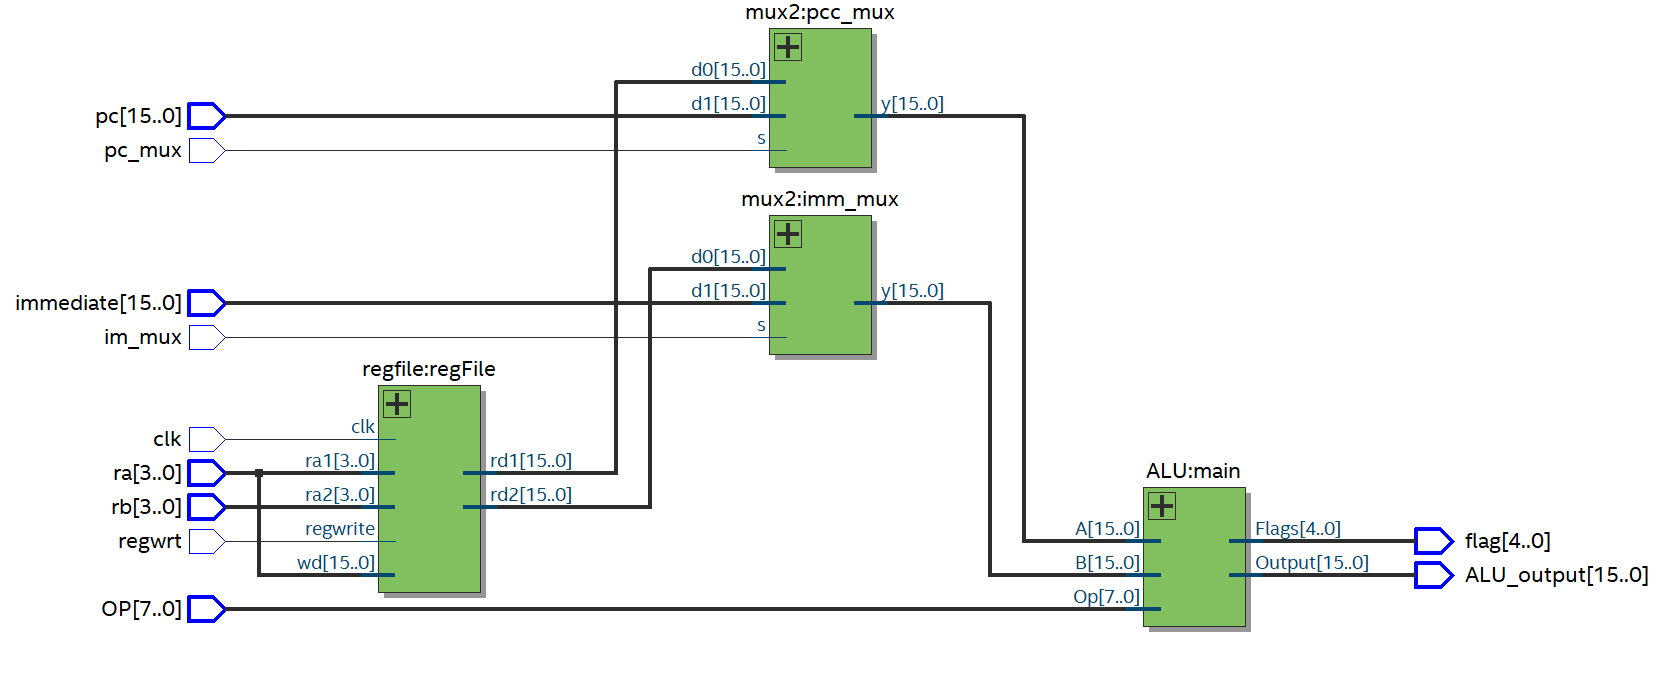 mux2:pcc_mux
d0[15..0]
pc[15..0]
d1[15..0]
y[15..0]
pc_mux
s
mux2:imm_mux
d0[15..0]
immediate[15..0]
d1[15..0]
y[15..0]
im_mux
s
regfile:regFile
clk
clk
ra[3..0]
ra1[3..0]
rd1[15..0]
rb[3..0]
ra2[3..0]
rd2[15..0]
regwrt
regwrite
wd[15..0]
OP[7..0]
ALU:main
A[15..0]
Flags[4..0]
flag[4..0]
B[15..0]
Output[15..0]
ALU_output[15..0]
Op[7..0]